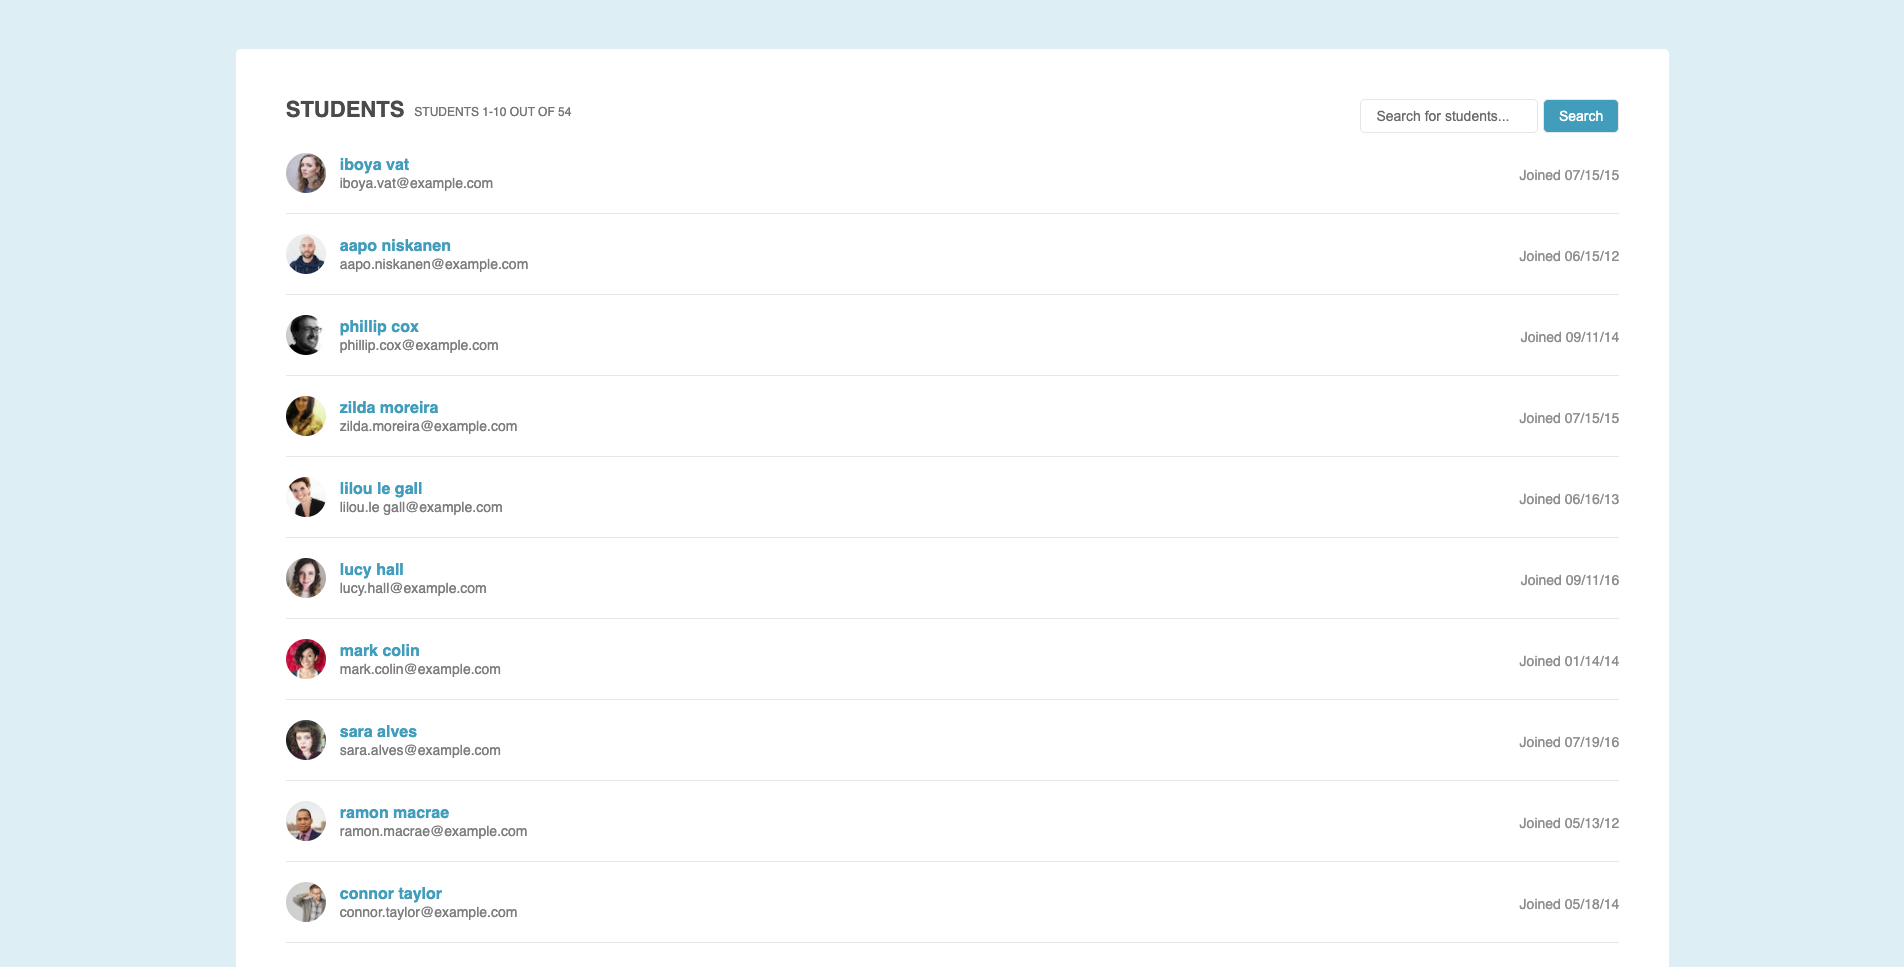 STUDENTS STUDENTS 1-10 OUT OF 54
Search for students... Search
iboya vat
iboya.vat@example.com
Joined 07/15/15
aapo niskanen
aapo.niskanen@example.com
Joined 06/15/12
phillip cox
phillip.cox@example.com
Joined 09/11/14
zilda moreira
zilda.moreira@example.com
Joined 07/15/15
lilou le gall
lilou.le gall@example.com
Joined 06/16/13
lucy hall
lucy.hall@example.com
Joined 09/11/16
mark colin
mark.colin@example.com
Joined 01/14/14
sara alves
sara.alves@example.com
Joined 07/19/16
ramon macrae
ramon.macrae@example.com
Joined 05/13/12
connor taylor
connor.taylor@example.com
Joined 05/18/14